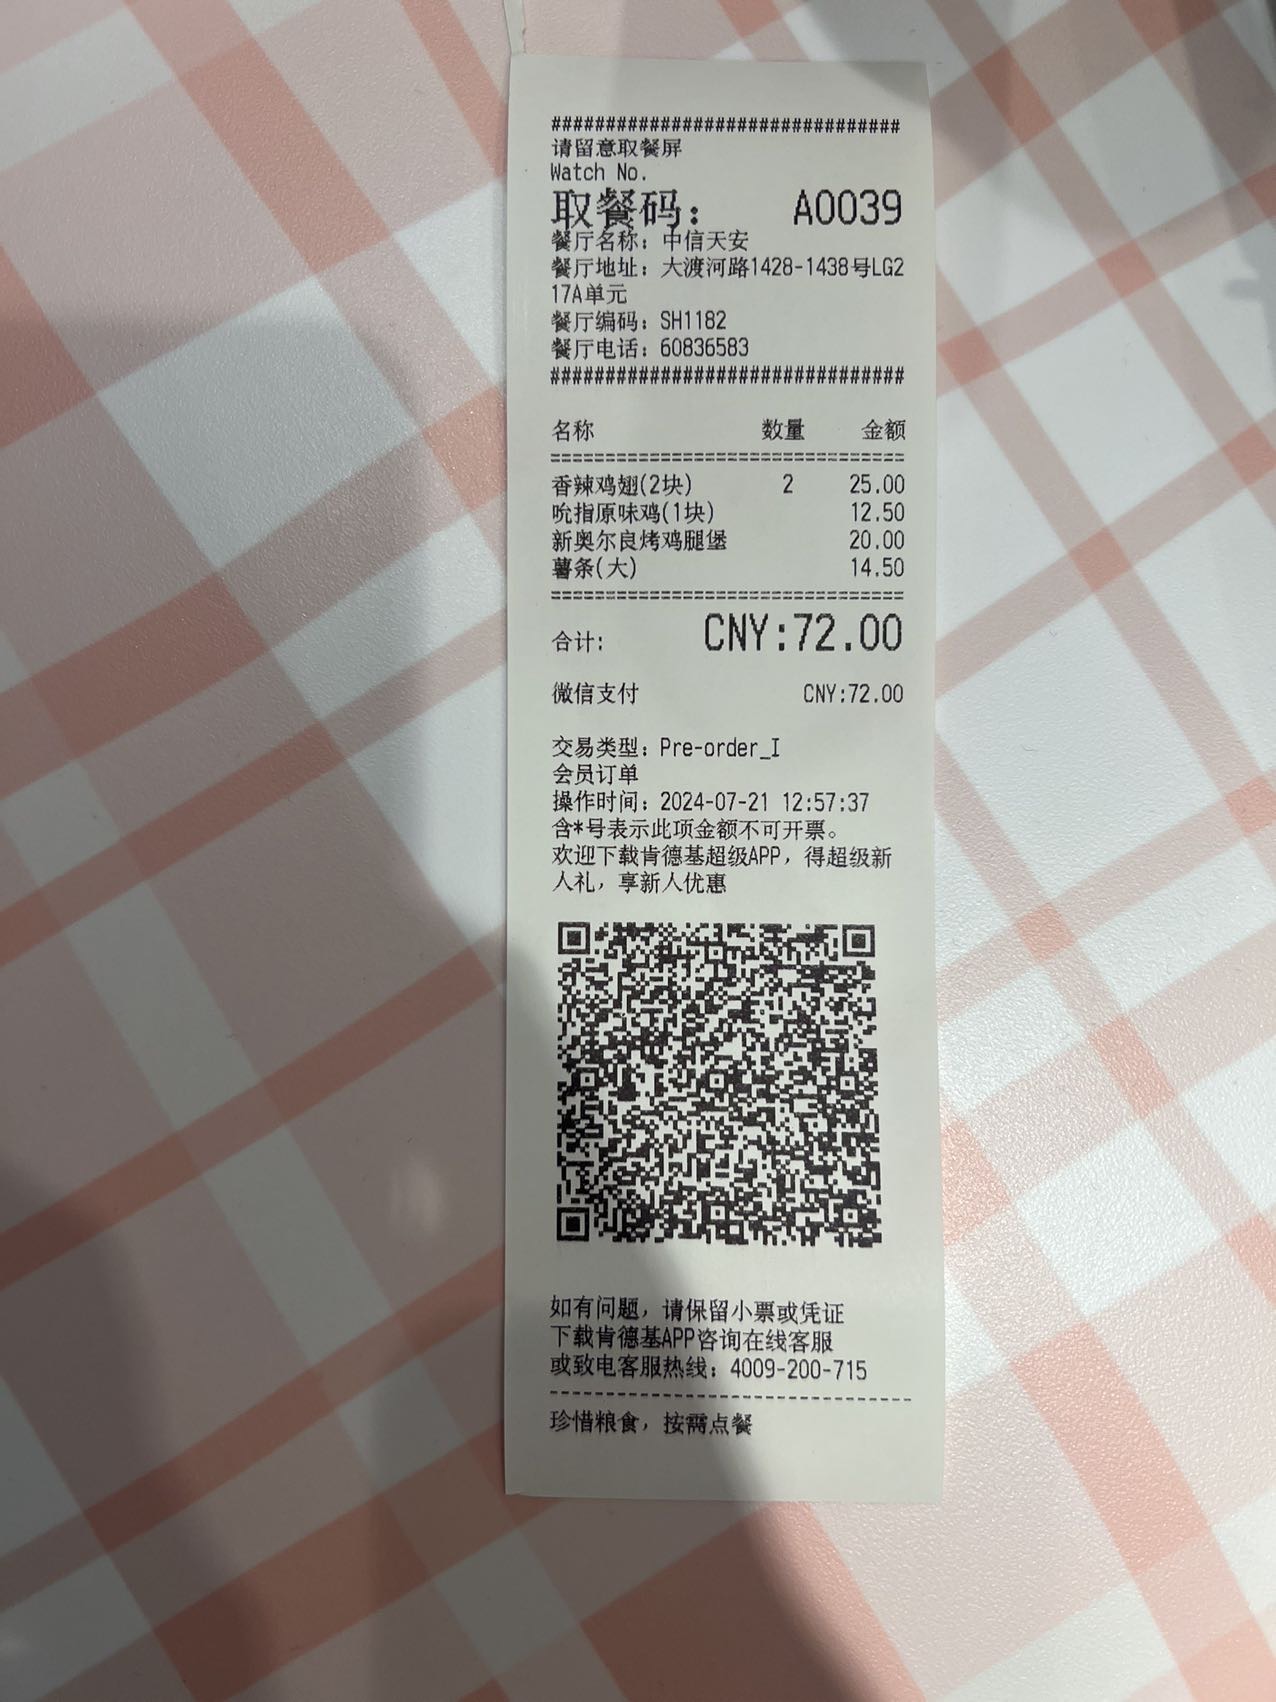 ################################
请留意取餐屏
Watch No.
取餐码： A0039
餐厅名称：中信天安
餐厅地址：大渡河路1428-1438号LG2
17A单元
餐厅编码：SH1182
餐厅电话：60836583
################################
名称 数量 金额
================================
香辣鸡翅(2块) 2 25.00
吮指原味鸡(1块) 12.50
新奥尔良烤鸡腿堡 20.00
薯条(大) 14.50
================================
合计: CNY:72.00
微信支付 CNY:72.00
交易类型：Pre-order_I
会员订单
操作时间：2024-07-21 12:57:37
含*号表示此项金额不可开票。
欢迎下载肯德基超级APP，得超级新
人礼，享新人优惠
如有问题，请保留小票或凭证
下载肯德基APP咨询在线客服
或致电客服热线：4009-200-715
--------------------------------
珍惜粮食，按需点餐